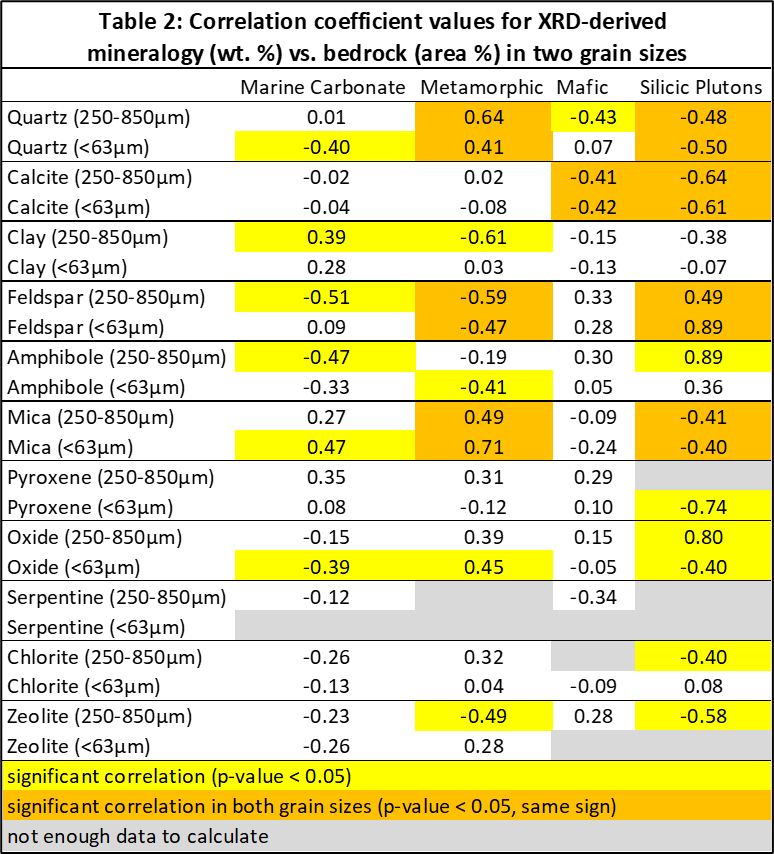 Table 2: Correlation coefficient values for XRD-derived
mineralogy (wt. %) vs. bedrock (area %) in two grain sizes
Marine Carbonate Metamorphic Mafic Silicic Plutons
Quartz (250-850µm) 0.01 0.64 -0.43 -0.48
Quartz (<63µm) -0.40 0.41 0.07 -0.50
Calcite (250-850µm) -0.02 0.02 -0.41 -0.64
Calcite (<63µm) -0.04 -0.08 -0.42 -0.61
Clay (250-850µm) 0.39 -0.61 -0.15 -0.38
Clay (<63µm) 0.28 0.03 -0.13 -0.07
Feldspar (250-850µm) -0.51 -0.59 0.33 0.49
Feldspar (<63µm) 0.09 -0.47 0.28 0.89
Amphibole (250-850µm) -0.47 -0.19 0.30 0.89
Amphibole (<63µm) -0.33 -0.41 0.05 0.36
Mica (250-850µm) 0.27 0.49 -0.09 -0.41
Mica (<63µm) 0.47 0.71 -0.24 -0.40
Pyroxene (250-850µm) 0.35 0.31 0.29
Pyroxene (<63µm) 0.08 -0.12 0.10 -0.74
Oxide (250-850µm) -0.15 0.39 0.15 0.80
Oxide (<63µm) -0.39 0.45 -0.05 -0.40
Serpentine (250-850µm) -0.12 -0.34
Serpentine (<63µm)
Chlorite (250-850µm) -0.26 0.32 -0.40
Chlorite (<63µm) -0.13 0.04 -0.09 0.08
Zeolite (250-850µm) -0.23 -0.49 0.28 -0.58
Zeolite (<63µm) -0.26 0.28
significant correlation (p-value < 0.05)
significant correlation in both grain sizes (p-value < 0.05, same sign)
not enough data to calculate